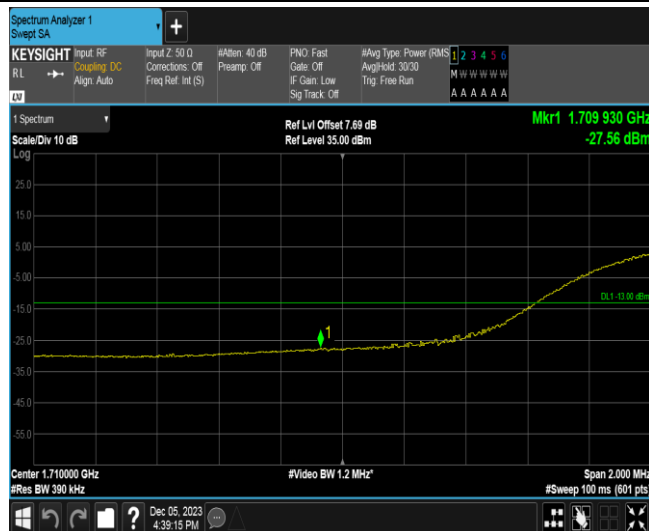 Spectrum Analyzer 1
Swept SA
KEYSIGHT
RL
Input: RF
Coupling: DC
Align: Auto
Input Z: 50 Ω
Corrections: Off
Freq Ref: Int (S)
#Atten: 40 dB
Preamp: Off
PNO: Fast
Gate: Off
IF Gain: Low
Sig Track: Off
#Avg Type: Power (RMS
Avg|Hold: 30/30
Trig: Free Run
1 2 3 4 5 6
M W W W W W
A A A A A A
1 Spectrum
Scale/Div 10 dB
Log
Ref Lvl Offset 7.69 dB
Ref Level 35.00 dBm
Mkr1 1.709 930 GHz
-27.56 dBm
25.0
15.0
5.00
-5.00
DL1 -13.00 dBm
-15.0
1
-25.0
-35.0
-45.0
-55.0
Center 1.710000 GHz
#Video BW 1.2 MHz*
Span 2.000 MHz
#Res BW 390 kHz
#Sweep 100 ms (601 pts)
?
Dec 05, 2023
4:39:15 PM